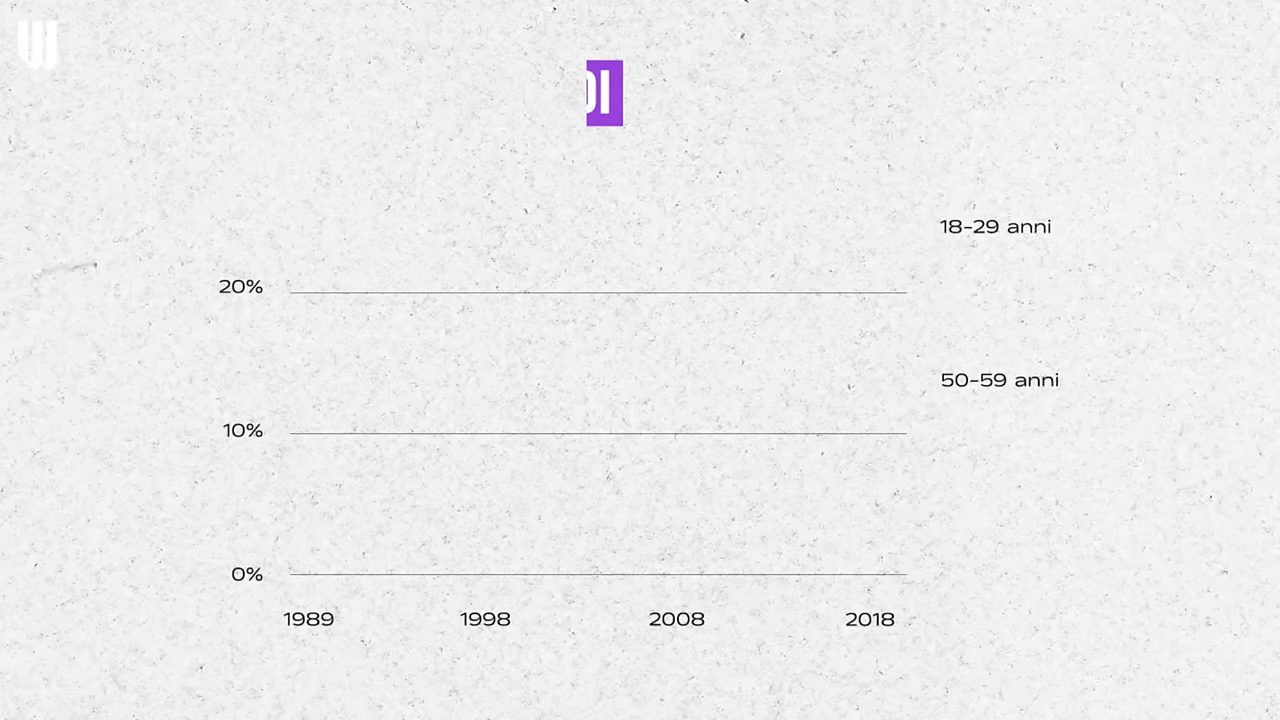 18-29 anni
20%
50-59 anni
10%
0%
1989 1998 2008 2018